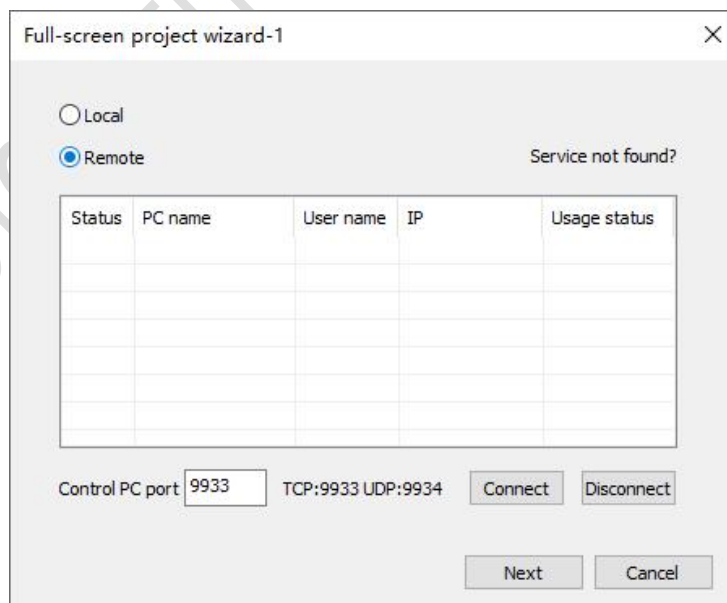 Full-screen project wizard-1
Local
Remote
Service not found?
Status PC name User name IP Usage status
Control PC port 9933 TCP:9933 UDP:9934 Connect Disconnect
Next Cancel